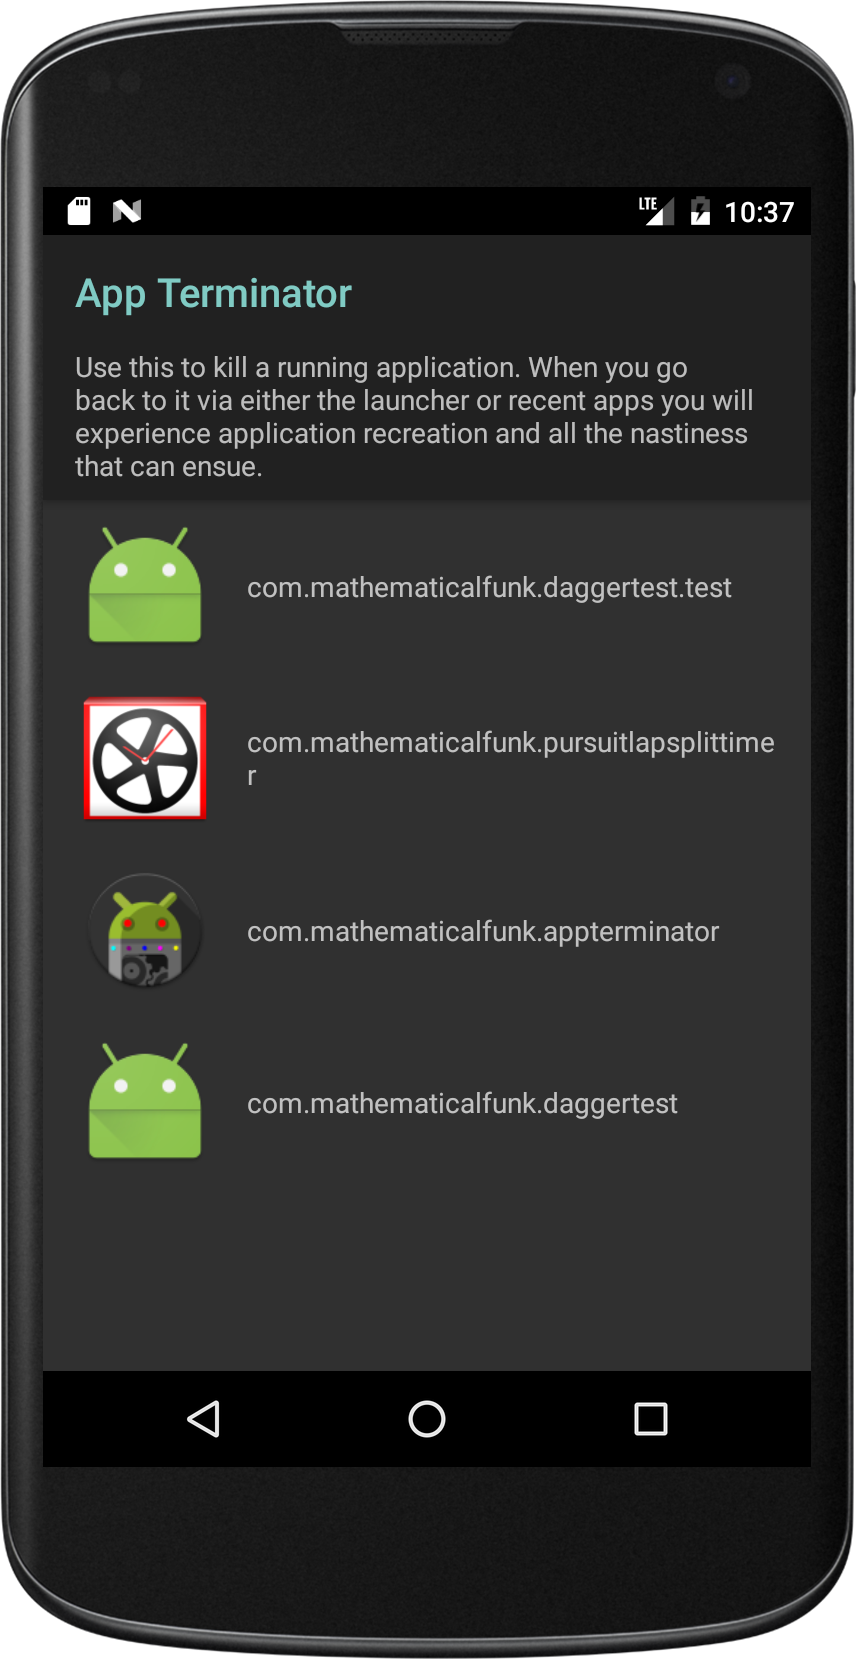 LTE 10:37
App Terminator
Use this to kill a running application. When you go
back to it via either the launcher or recent apps you will
experience application recreation and all the nastiness
that can ensue.
com.mathematicalfunk.daggertest.test
com.mathematicalfunk.pursuitlapsplittime
r
com.mathematicalfunk.appterminator
com.mathematicalfunk.daggertest